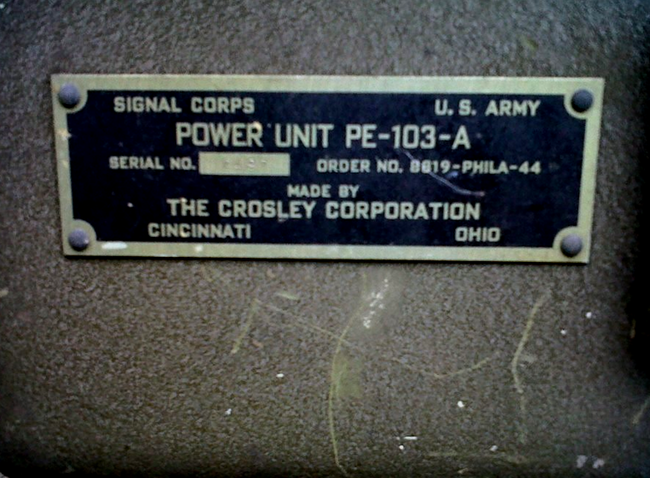 SIGNAL CORPS U.S. ARMY
POWER UNIT PE-103-A
SERIAL NO. ORDER NO. 8619-PHILA-44
MADE BY
THE CROSLEY CORPORATION
CINCINNATI OHIO